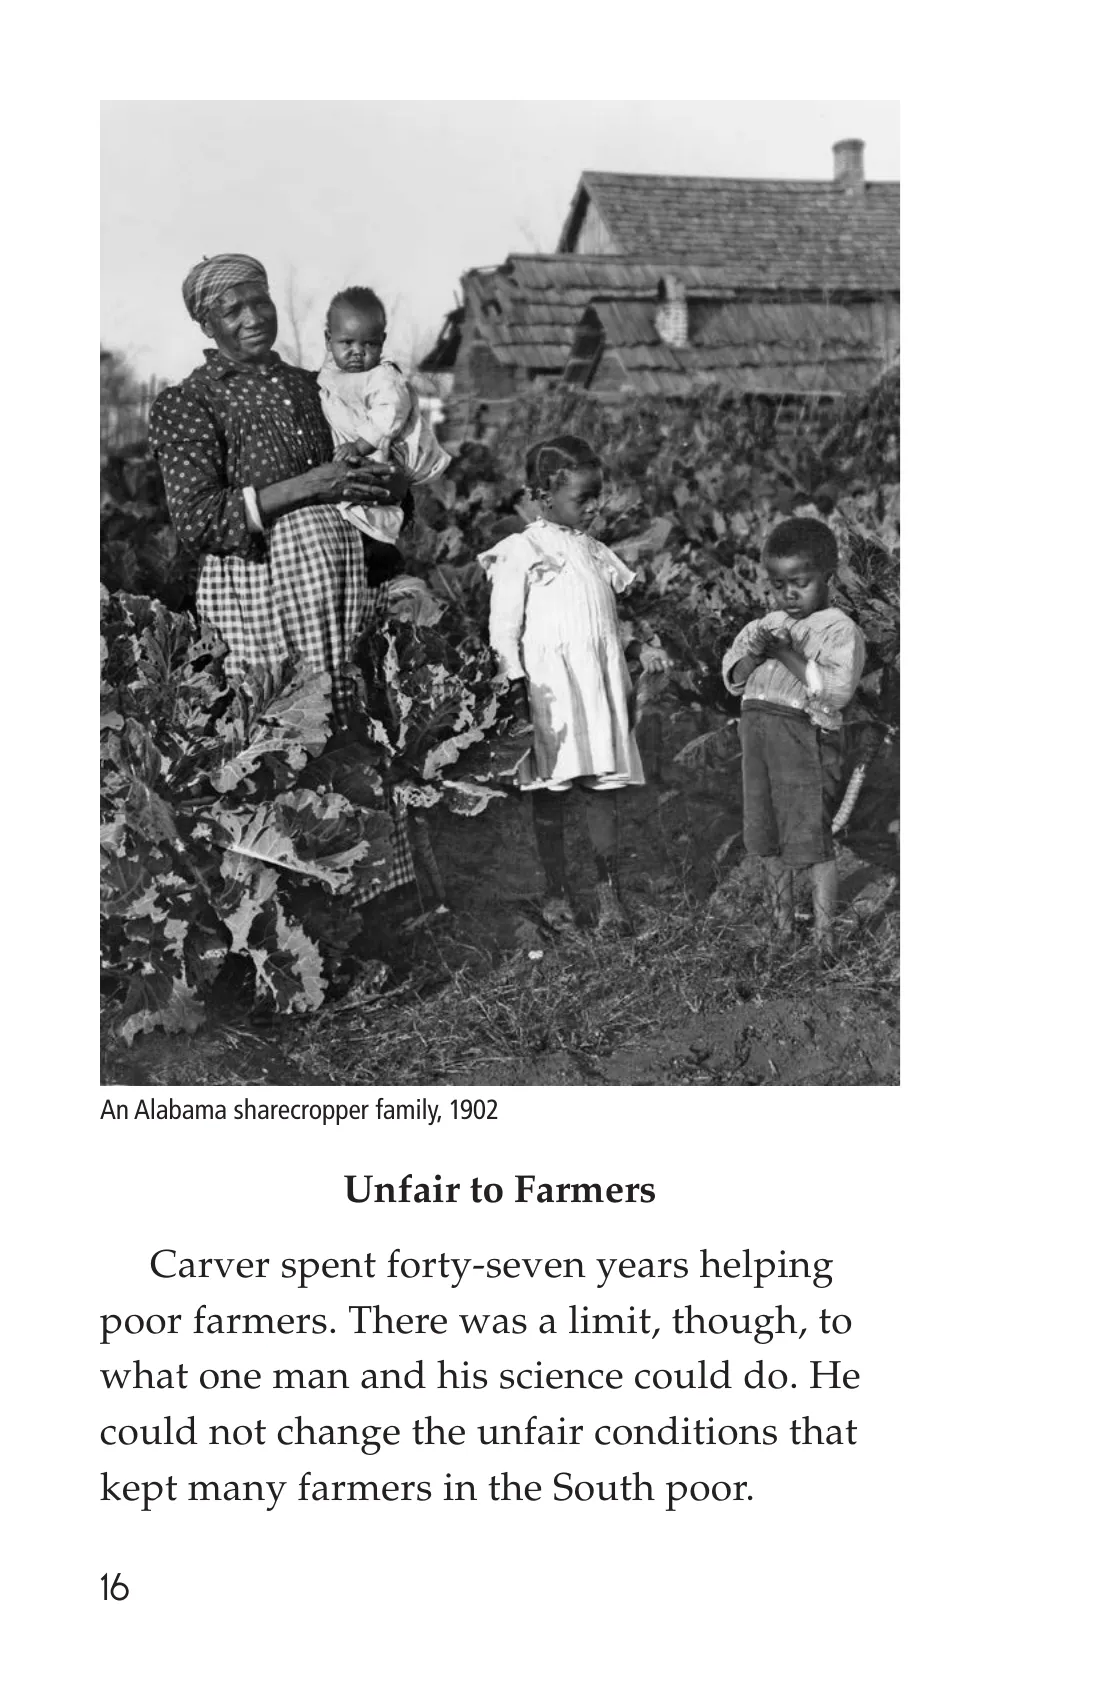 An Alabama sharecropper family, 1902
Unfair to Farmers
Carver spent forty-seven years helping
poor farmers. There was a limit, though, to
what one man and his science could do. He
could not change the unfair conditions that
kept many farmers in the South poor.
16